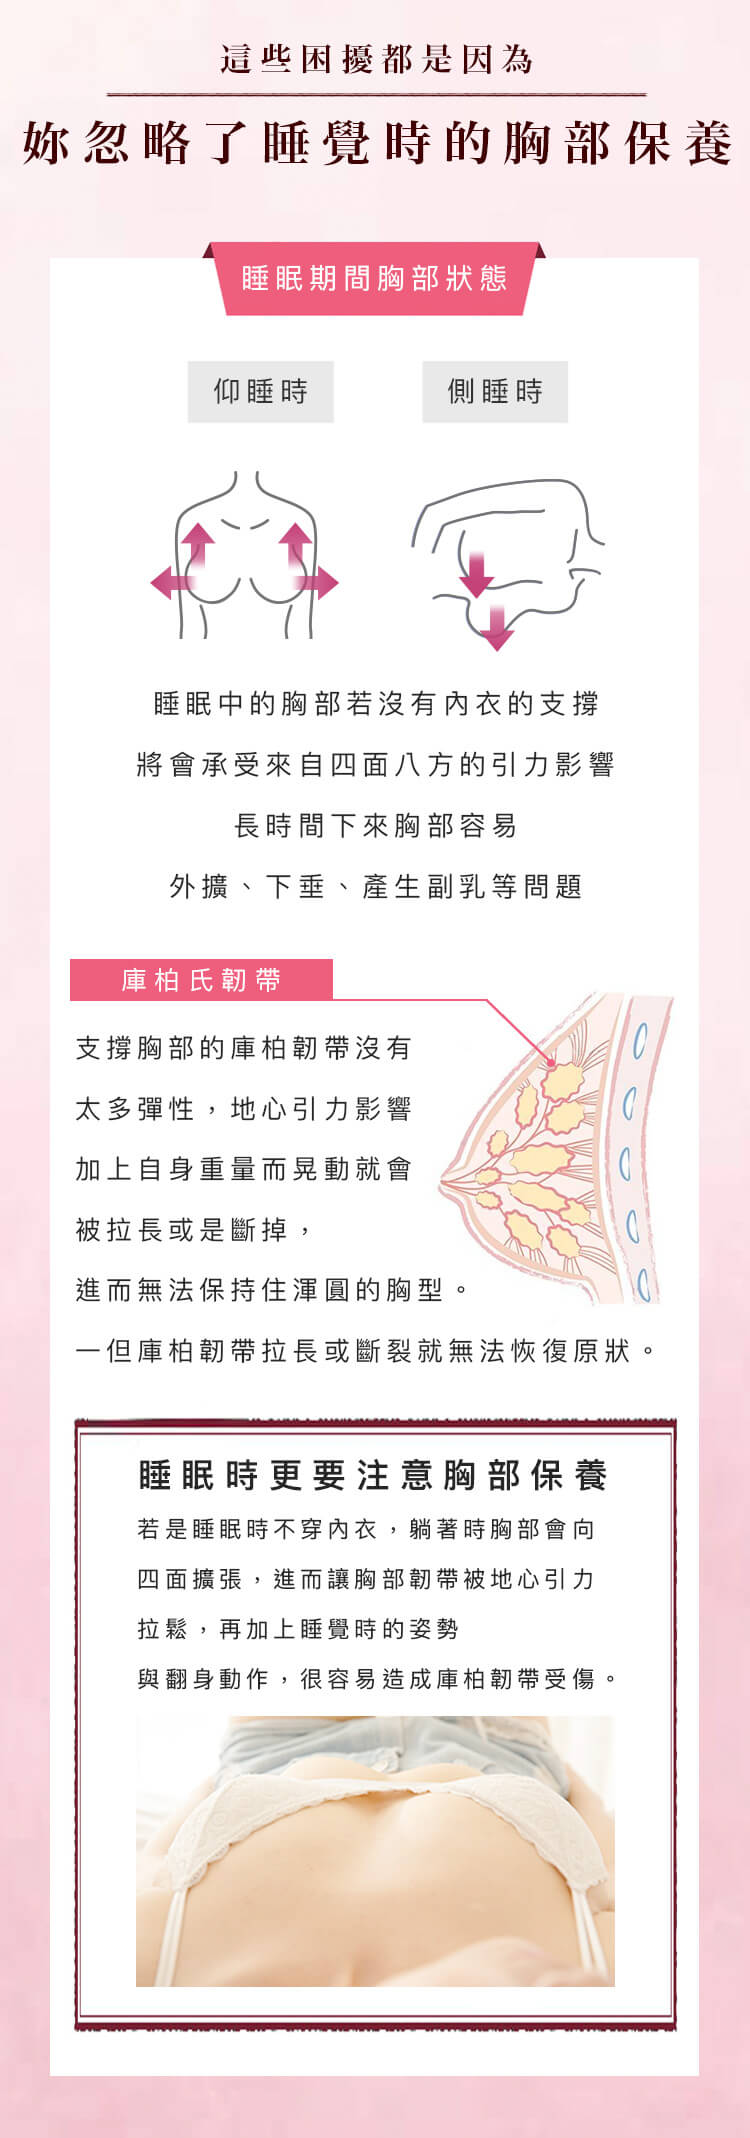 這些困擾都是因為
妳忽略了睡覺時的胸部保養
睡眠期間胸部狀態
仰睡時
側睡時
睡眠中的胸部若沒有內衣的支撐
將會承受來自四面八方的引力影響
長時間下來胸部容易
外擴、下垂、產生副乳等問題
庫柏氏韌帶
支撐胸部的庫柏韌帶沒有
太多彈性，地心引力影響
加上自身重量而晃動就會
被拉長或是斷掉，
進而無法保持住渾圓的胸型。
一但庫柏韌帶拉長或斷裂就無法恢復原狀。
睡眠時更要注意胸部保養
若是睡眠時不穿內衣，躺著時胸部會向
四面擴張，進而讓胸部韌帶被地心引力
拉鬆，再加上睡覺時的姿勢
與翻身動作，很容易造成庫柏韌帶受傷。